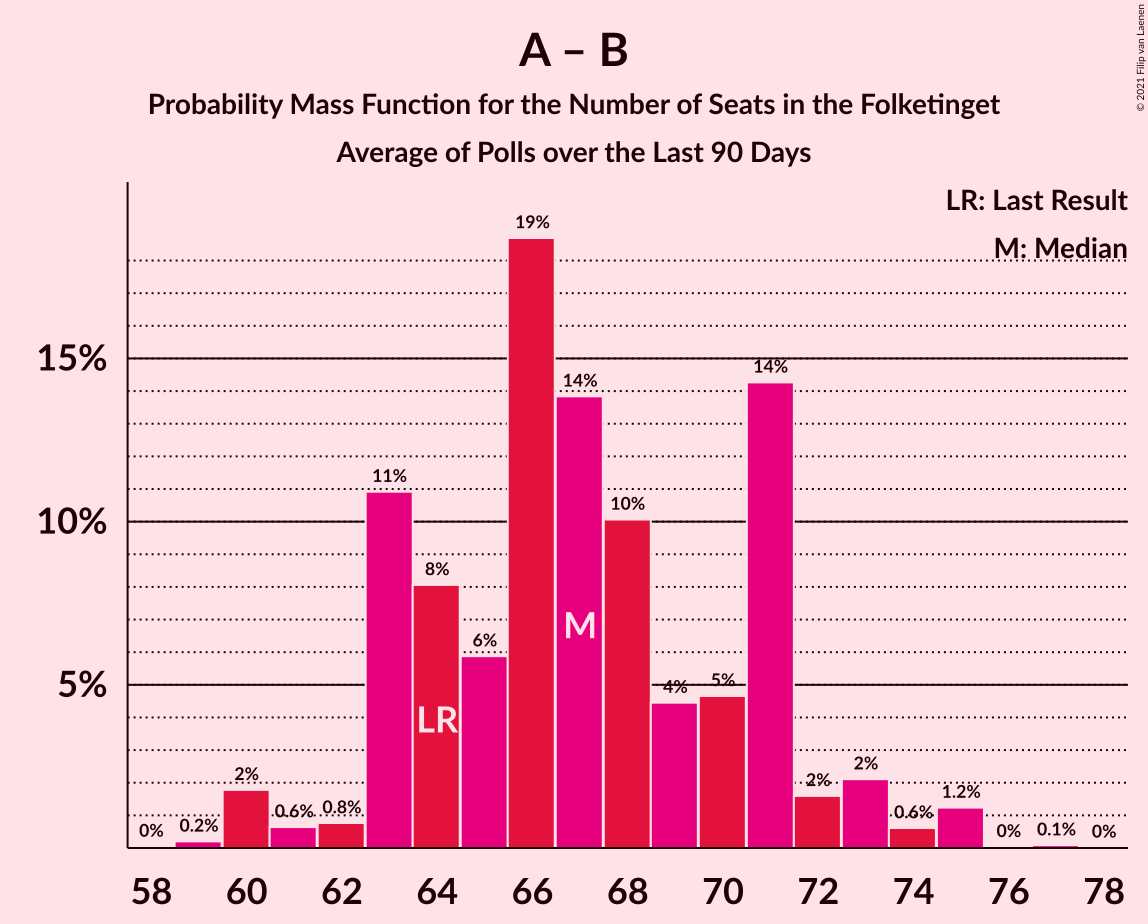 A – B
Probability Mass Function for the Number of Seats in the Folketinget
Average of Polls over the Last 90 Days
© 2021 Filip van Laenen
LR: Last Result
M: Median
15%
10%
5%
0%
0.2%
2%
0.6%
0.8%
11%
8%
6%
19%
14%
10%
4%
5%
14%
2%
2%
0.6%
1.2%
0%
0.1%
0%
LR
M
58 60 62 64 66 68 70 72 74 76 78